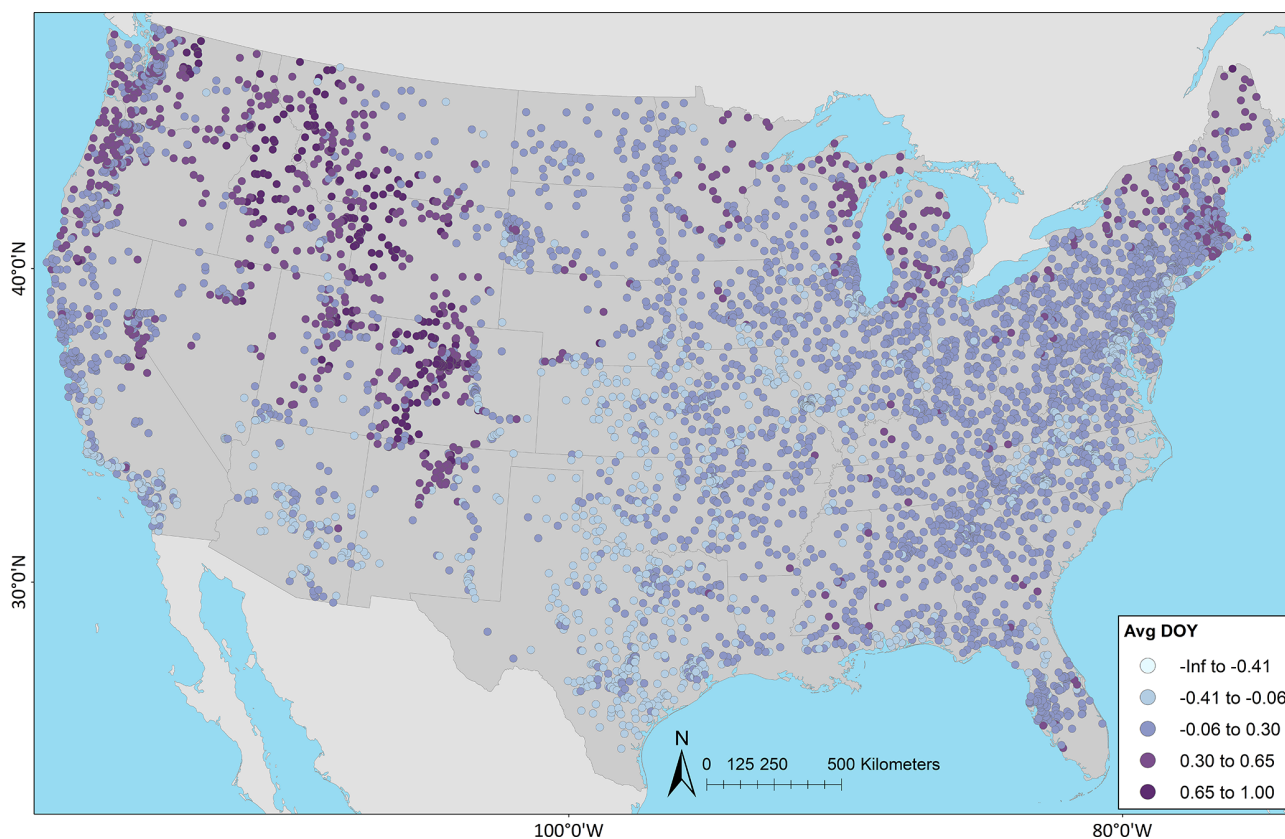 40°0'N
30°0'N
Avg DOY
-Inf to -0.41
-0.41 to -0.06
-0.06 to 0.30
0.30 to 0.65
0.65 to 1.00
N
0 125 250 500 Kilometers
100°0'W 80°0'W